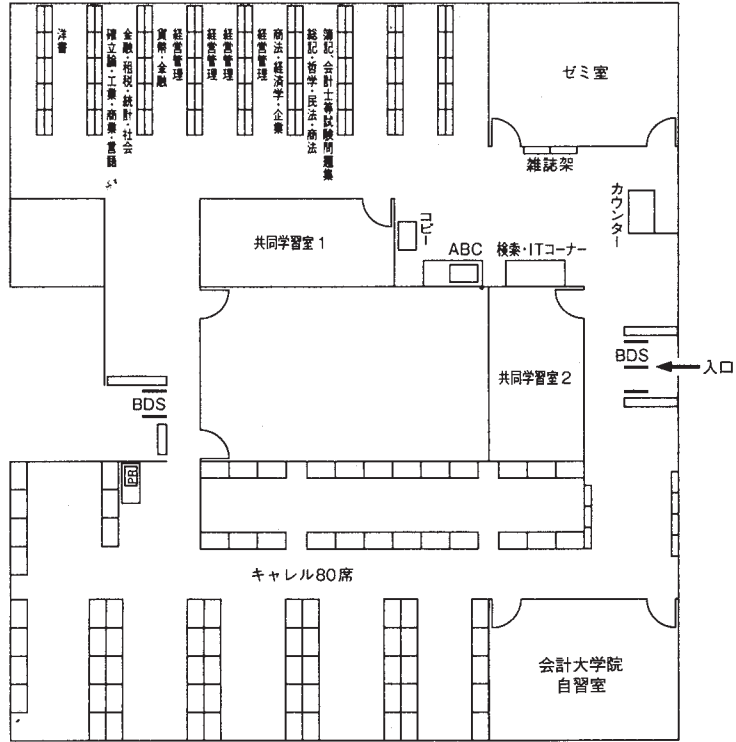 洋書
確立論・工業・商業・言語
金融・租税・統計・社会
貨幣・金融
経営管理
経営管理
経営管理
経営管理
商法・経済学・企業
総記・哲学・民法・商法
簿記、会計士等試験問題集
ゼミ室
雑誌架
カウンター
共同学習室1
コピー
ABC
検索・ITコーナー
BDS
入口
共同学習室2
BDS
PR
キャレル80席
会計大学院
自習室